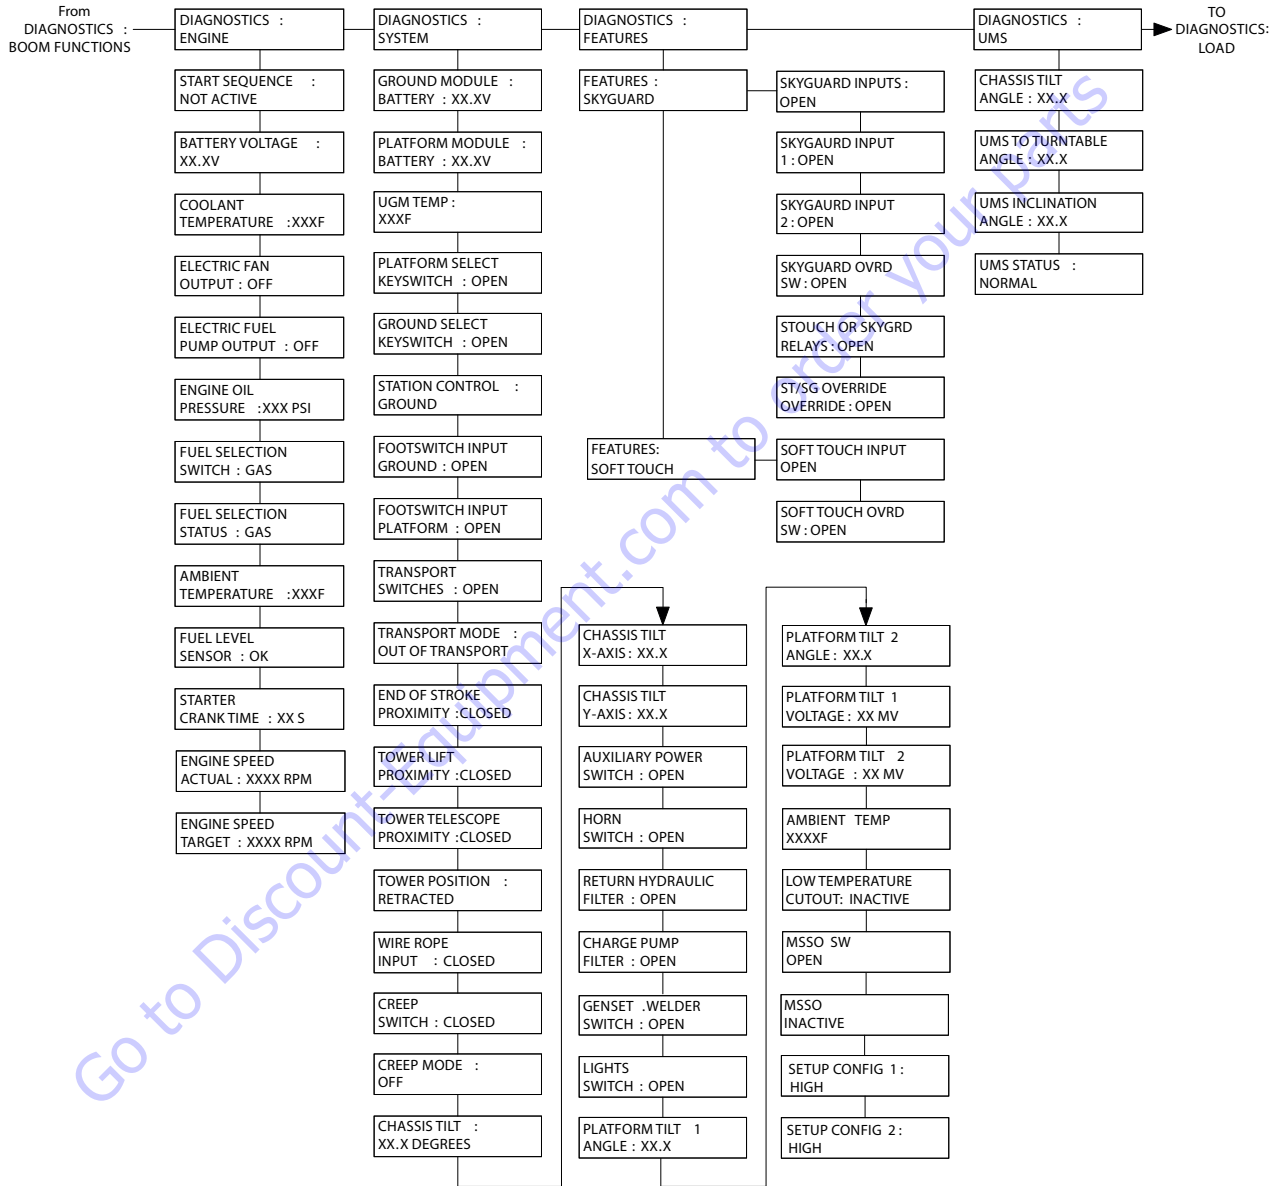 From
DIAGNOSTICS :
BOOM FUNCTIONS
DIAGNOSTICS :
ENGINE
START SEQUENCE :
NOT ACTIVE
BATTERY VOLTAGE :
XX.XV
COOLANT
TEMPERATURE :XXXF
ELECTRIC FAN
OUTPUT : OFF
ELECTRIC FUEL
PUMP OUTPUT : OFF
ENGINE OIL
PRESSURE :XXX PSI
FUEL SELECTION
SWITCH : GAS
FUEL SELECTION
STATUS : GAS
AMBIENT
TEMPERATURE :XXXF
FUEL LEVEL
SENSOR : OK
STARTER
CRANK TIME : XX S
ENGINE SPEED
ACTUAL : XXXX RPM
ENGINE SPEED
TARGET : XXXX RPM
DIAGNOSTICS :
SYSTEM
GROUND MODULE :
BATTERY : XX.XV
PLATFORM MODULE :
BATTERY : XX.XV
UGM TEMP :
XXXF
PLATFORM SELECT
KEYSWITCH : OPEN
GROUND SELECT
KEYSWITCH : OPEN
STATION CONTROL :
GROUND
FOOTSWITCH INPUT
GROUND : OPEN
FOOTSWITCH INPUT
PLATFORM : OPEN
TRANSPORT
SWITCHES : OPEN
TRANSPORT MODE :
OUT OF TRANSPORT
END OF STROKE
PROXIMITY :CLOSED
TOWER LIFT
PROXIMITY :CLOSED
TOWER TELESCOPE
PROXIMITY :CLOSED
TOWER POSITION :
RETRACTED
WIRE ROPE
INPUT : CLOSED
CREEP
SWITCH : CLOSED
CREEP MODE :
OFF
CHASSIS TILT :
XX.X DEGREES
DIAGNOSTICS :
FEATURES
FEATURES :
SKYGUARD
SKYGUARD INPUTS :
OPEN
SKYGAURD INPUT
1 : OPEN
SKYGAURD INPUT
2 : OPEN
SKYGUARD OVRD
SW : OPEN
STOUCH OR SKYGRD
RELAYS : OPEN
ST/SG OVERRIDE
OVERRIDE : OPEN
FEATURES:
SOFT TOUCH
SOFT TOUCH INPUT
OPEN
SOFT TOUCH OVRD
SW : OPEN
CHASSIS TILT
X-AXIS : XX.X
CHASSIS TILT
Y-AXIS : XX.X
AUXILIARY POWER
SWITCH : OPEN
HORN
SWITCH : OPEN
RETURN HYDRAULIC
FILTER : OPEN
CHARGE PUMP
FILTER : OPEN
GENSET .WELDER
SWITCH : OPEN
LIGHTS
SWITCH : OPEN
PLATFORM TILT 1
ANGLE : XX.X
PLATFORM TILT 2
ANGLE : XX.X
PLATFORM TILT 1
VOLTAGE : XX MV
PLATFORM TILT 2
VOLTAGE : XX MV
AMBIENT TEMP
XXXXF
LOW TEMPERATURE
CUTOUT: INACTIVE
MSSO SW
OPEN
MSSO
INACTIVE
SETUP CONFIG 1 :
HIGH
SETUP CONFIG 2 :
HIGH
DIAGNOSTICS :
UMS
CHASSIS TILT
ANGLE : XX.X
UMS TO TURNTABLE
ANGLE : XX.X
UMS INCLINATION
ANGLE : XX.X
UMS STATUS :
NORMAL
TO
DIAGNOSTICS:
LOAD
Go to Discount-Equipment.com to order your parts